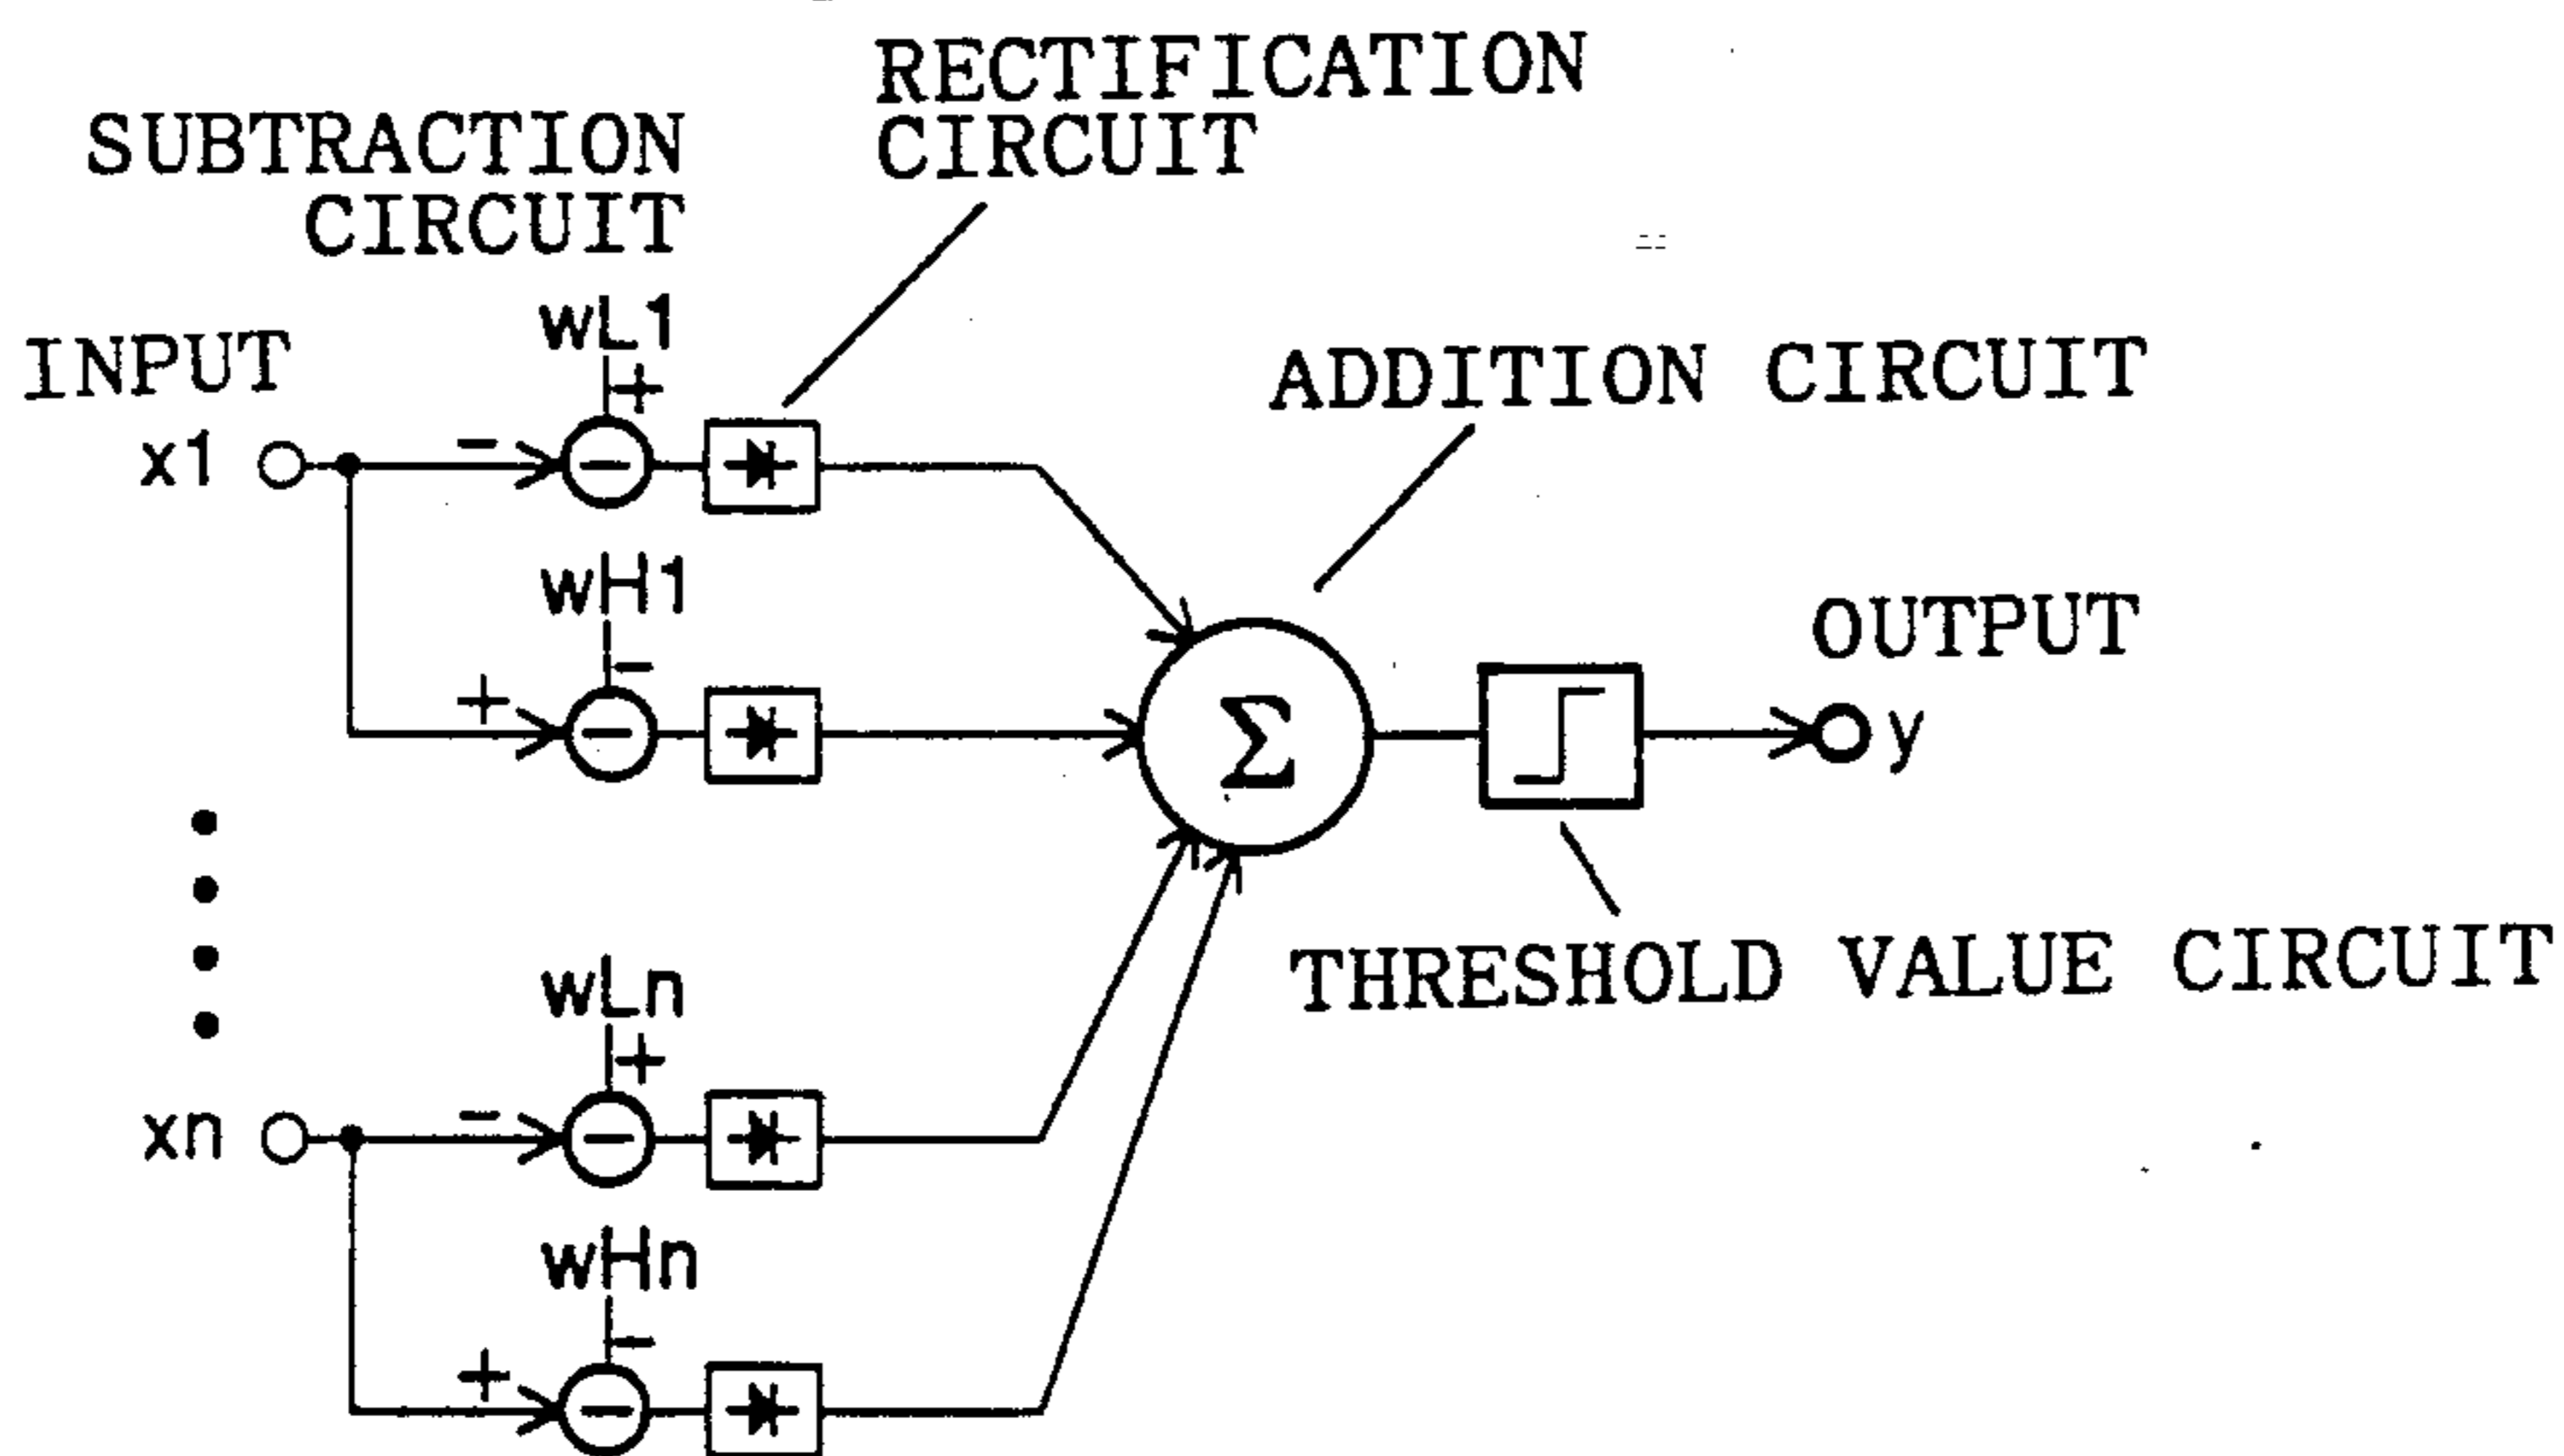 RECTIFICATION
CIRCUIT
SUBTRACTION
CIRCUIT
wL1
+
INPUT
x1
-
-
ADDITION CIRCUIT
wH1
-
+
-
Σ
OUTPUT
y
THRESHOLD VALUE CIRCUIT
wLn
+
xn
-
-
wHn
-
+
-